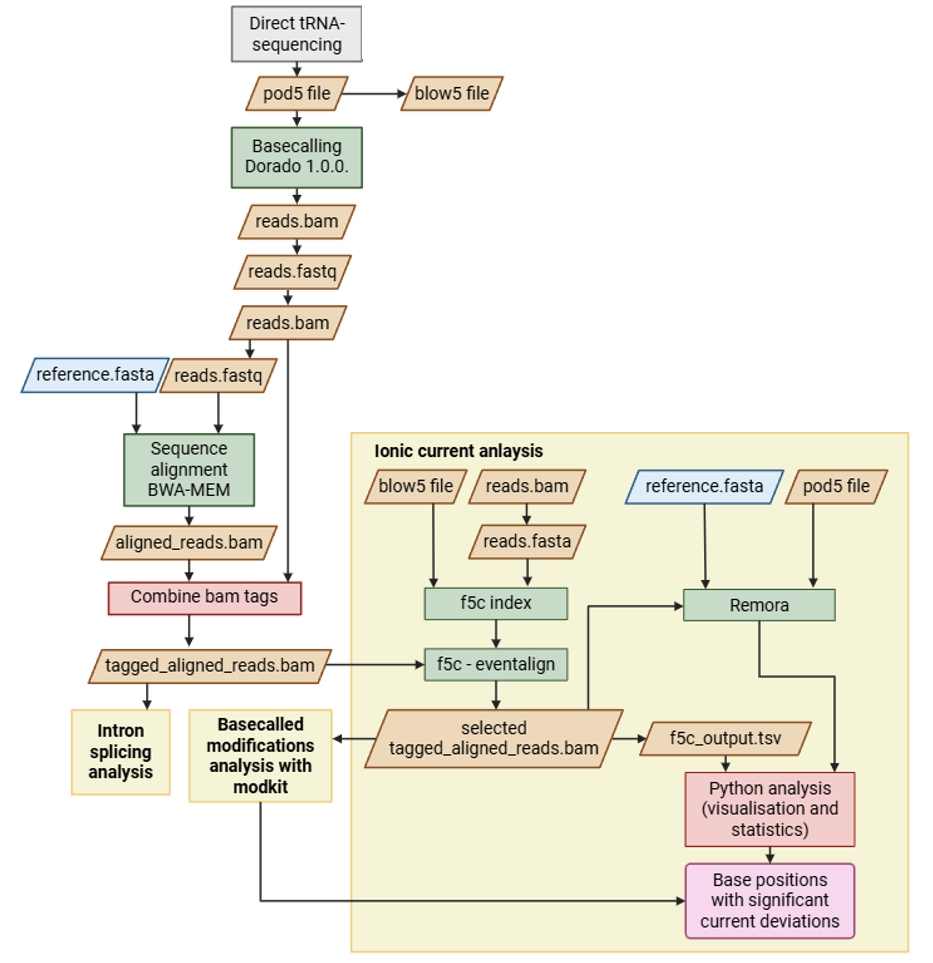 Direct tRNA-
sequencing
pod5 file
blow5 file
Basecalling
Dorado 1.0.0.
reads.bam
reads.fastq
reads.bam
reference.fasta
reads.fastq
Sequence
alignment
BWA-MEM
aligned_reads.bam
Combine bam tags
tagged_aligned_reads.bam
Intron
splicing
analysis
Basecalled
modifications
analysis with
modkit
Ionic current anlaysis
blow5 file
reads.bam
reads.fasta
f5c index
f5c - eventalign
selected
tagged_aligned_reads.bam
reference.fasta
pod5 file
Remora
f5c_output.tsv
Python analysis
(visualisation and
statistics)
Base positions
with significant
current deviations